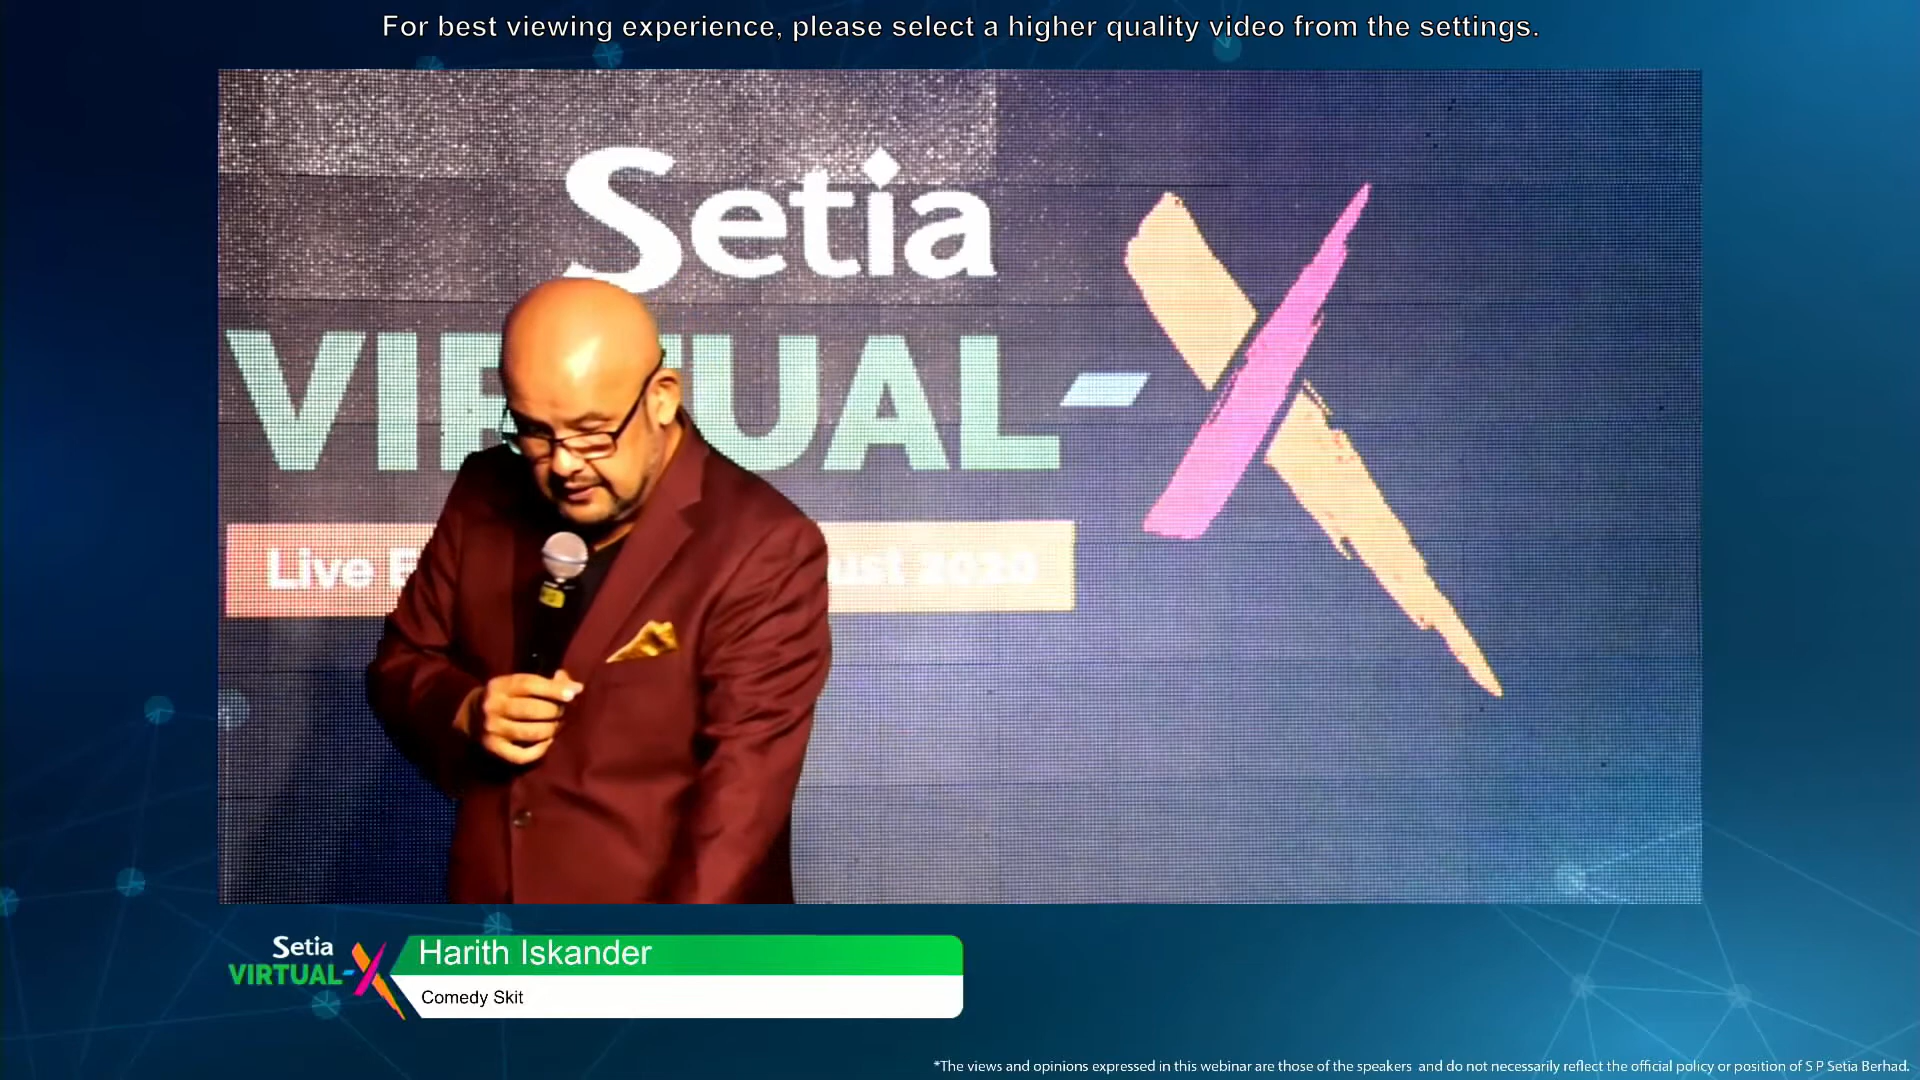 For best viewing experience, please select a higher quality video from the settings.
Setia
VIRTUAL-X
Live
ust 2020
Setia
VIRTUAL-X
Harith Iskander
Comedy Skit
*The views and opinions expressed in this webinar are those of the speakers and do not necessarily reflect the official policy or position of S P Setia Berhad.